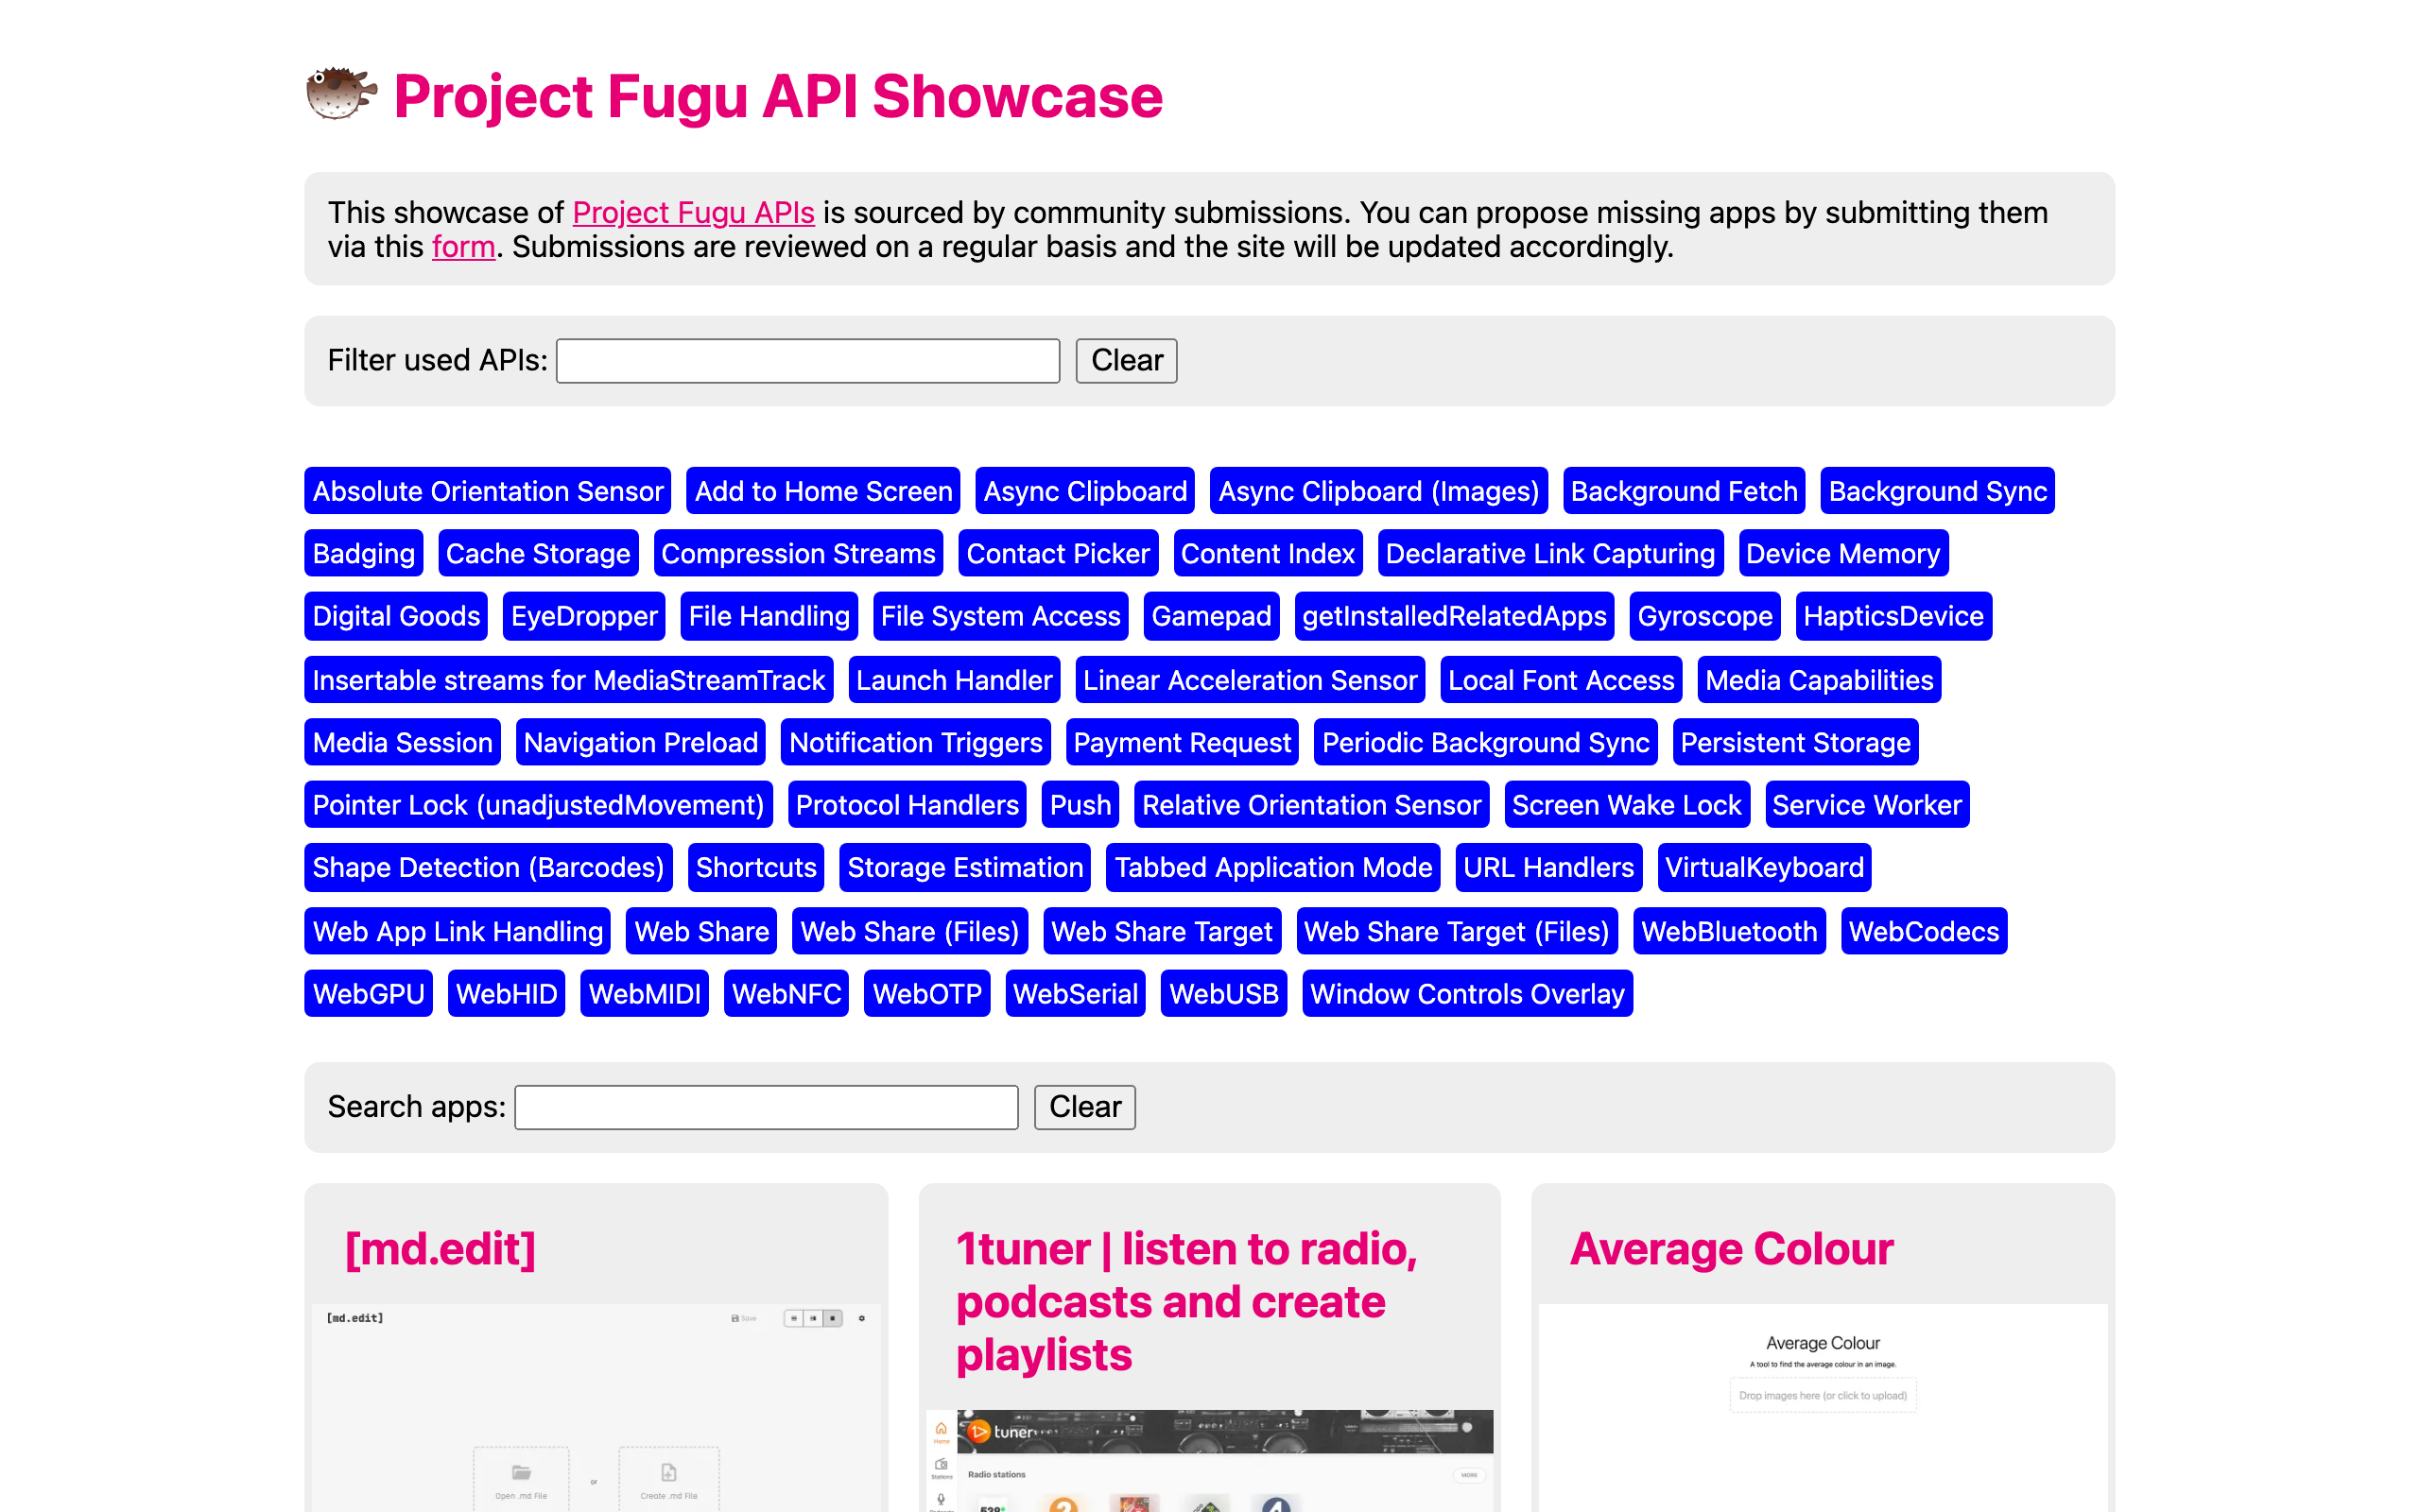 Project Fugu API Showcase
This showcase of Project Fugu APIs is sourced by community submissions. You can propose missing apps by submitting them
via this form. Submissions are reviewed on a regular basis and the site will be updated accordingly.
Filter used APIs: Clear
Absolute Orientation Sensor Add to Home Screen Async Clipboard Async Clipboard (Images) Background Fetch Background Sync
Badging Cache Storage Compression Streams Contact Picker Content Index Declarative Link Capturing Device Memory
Digital Goods EyeDropper File Handling File System Access Gamepad getInstalledRelatedApps Gyroscope HapticsDevice
Insertable streams for MediaStreamTrack Launch Handler Linear Acceleration Sensor Local Font Access Media Capabilities
Media Session Navigation Preload Notification Triggers Payment Request Periodic Background Sync Persistent Storage
Pointer Lock (unadjustedMovement) Protocol Handlers Push Relative Orientation Sensor Screen Wake Lock Service Worker
Shape Detection (Barcodes) Shortcuts Storage Estimation Tabbed Application Mode URL Handlers VirtualKeyboard
Web App Link Handling Web Share Web Share (Files) Web Share Target Web Share Target (Files) WebBluetooth WebCodecs
WebGPU WebHID WebMIDI WebNFC WebOTP WebSerial WebUSB Window Controls Overlay
Search apps: Clear
[md.edit]
[md.edit] Save
Open .md File or Create .md File
1tuner | listen to radio,
podcasts and create
playlists
tuner
Home
Stations
Radio stations MORE
Average Colour
Average Colour
A tool to find the average colour in an image.
Drop images here (or click to upload)